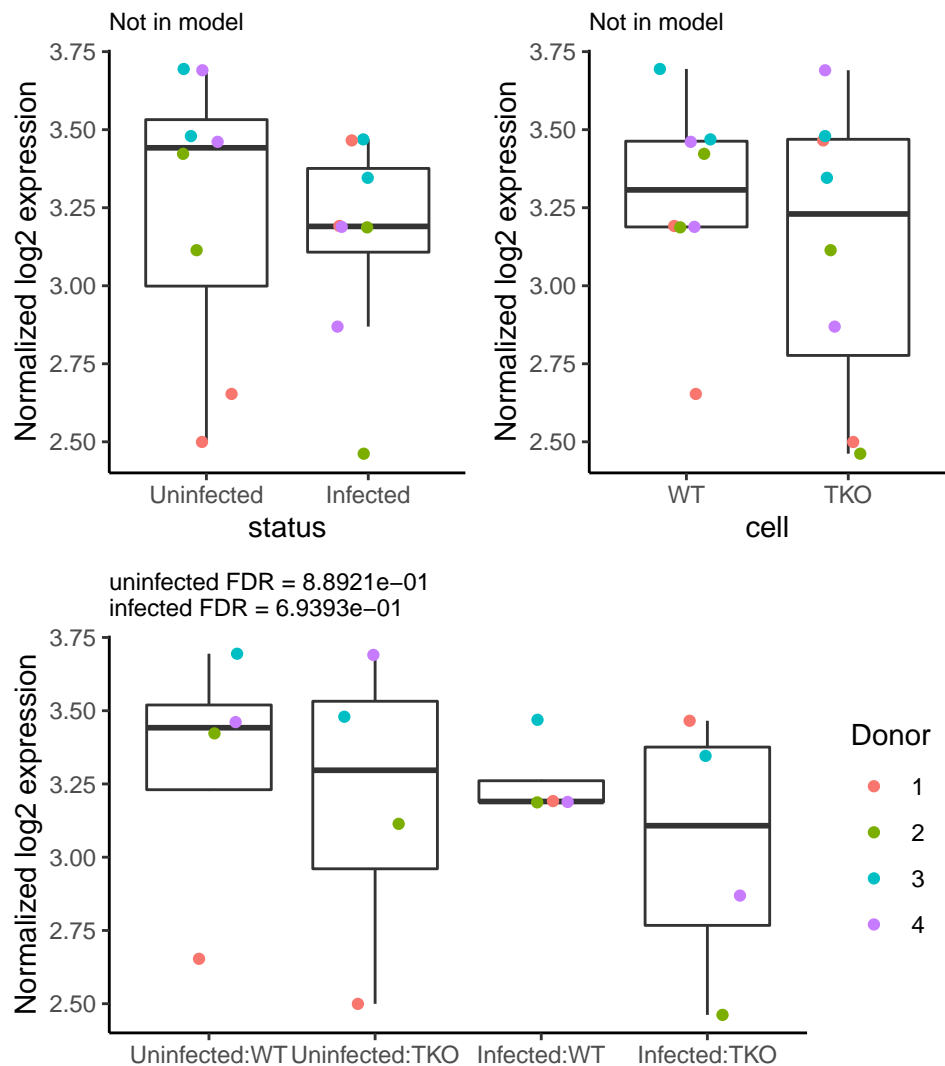 Not in model
Normalized log2 expression
3.75
3.50
3.25
3.00
2.75
2.50
Uninfected Infected
status
Not in model
Normalized log2 expression
3.75
3.50
3.25
3.00
2.75
2.50
WT TKO
cell
uninfected FDR = 8.8921e−01
infected FDR = 6.9393e−01
Normalized log2 expression
3.75
3.50
3.25
3.00
2.75
2.50
Uninfected:WT Uninfected:TKO Infected:WT Infected:TKO
Donor
1
2
3
4